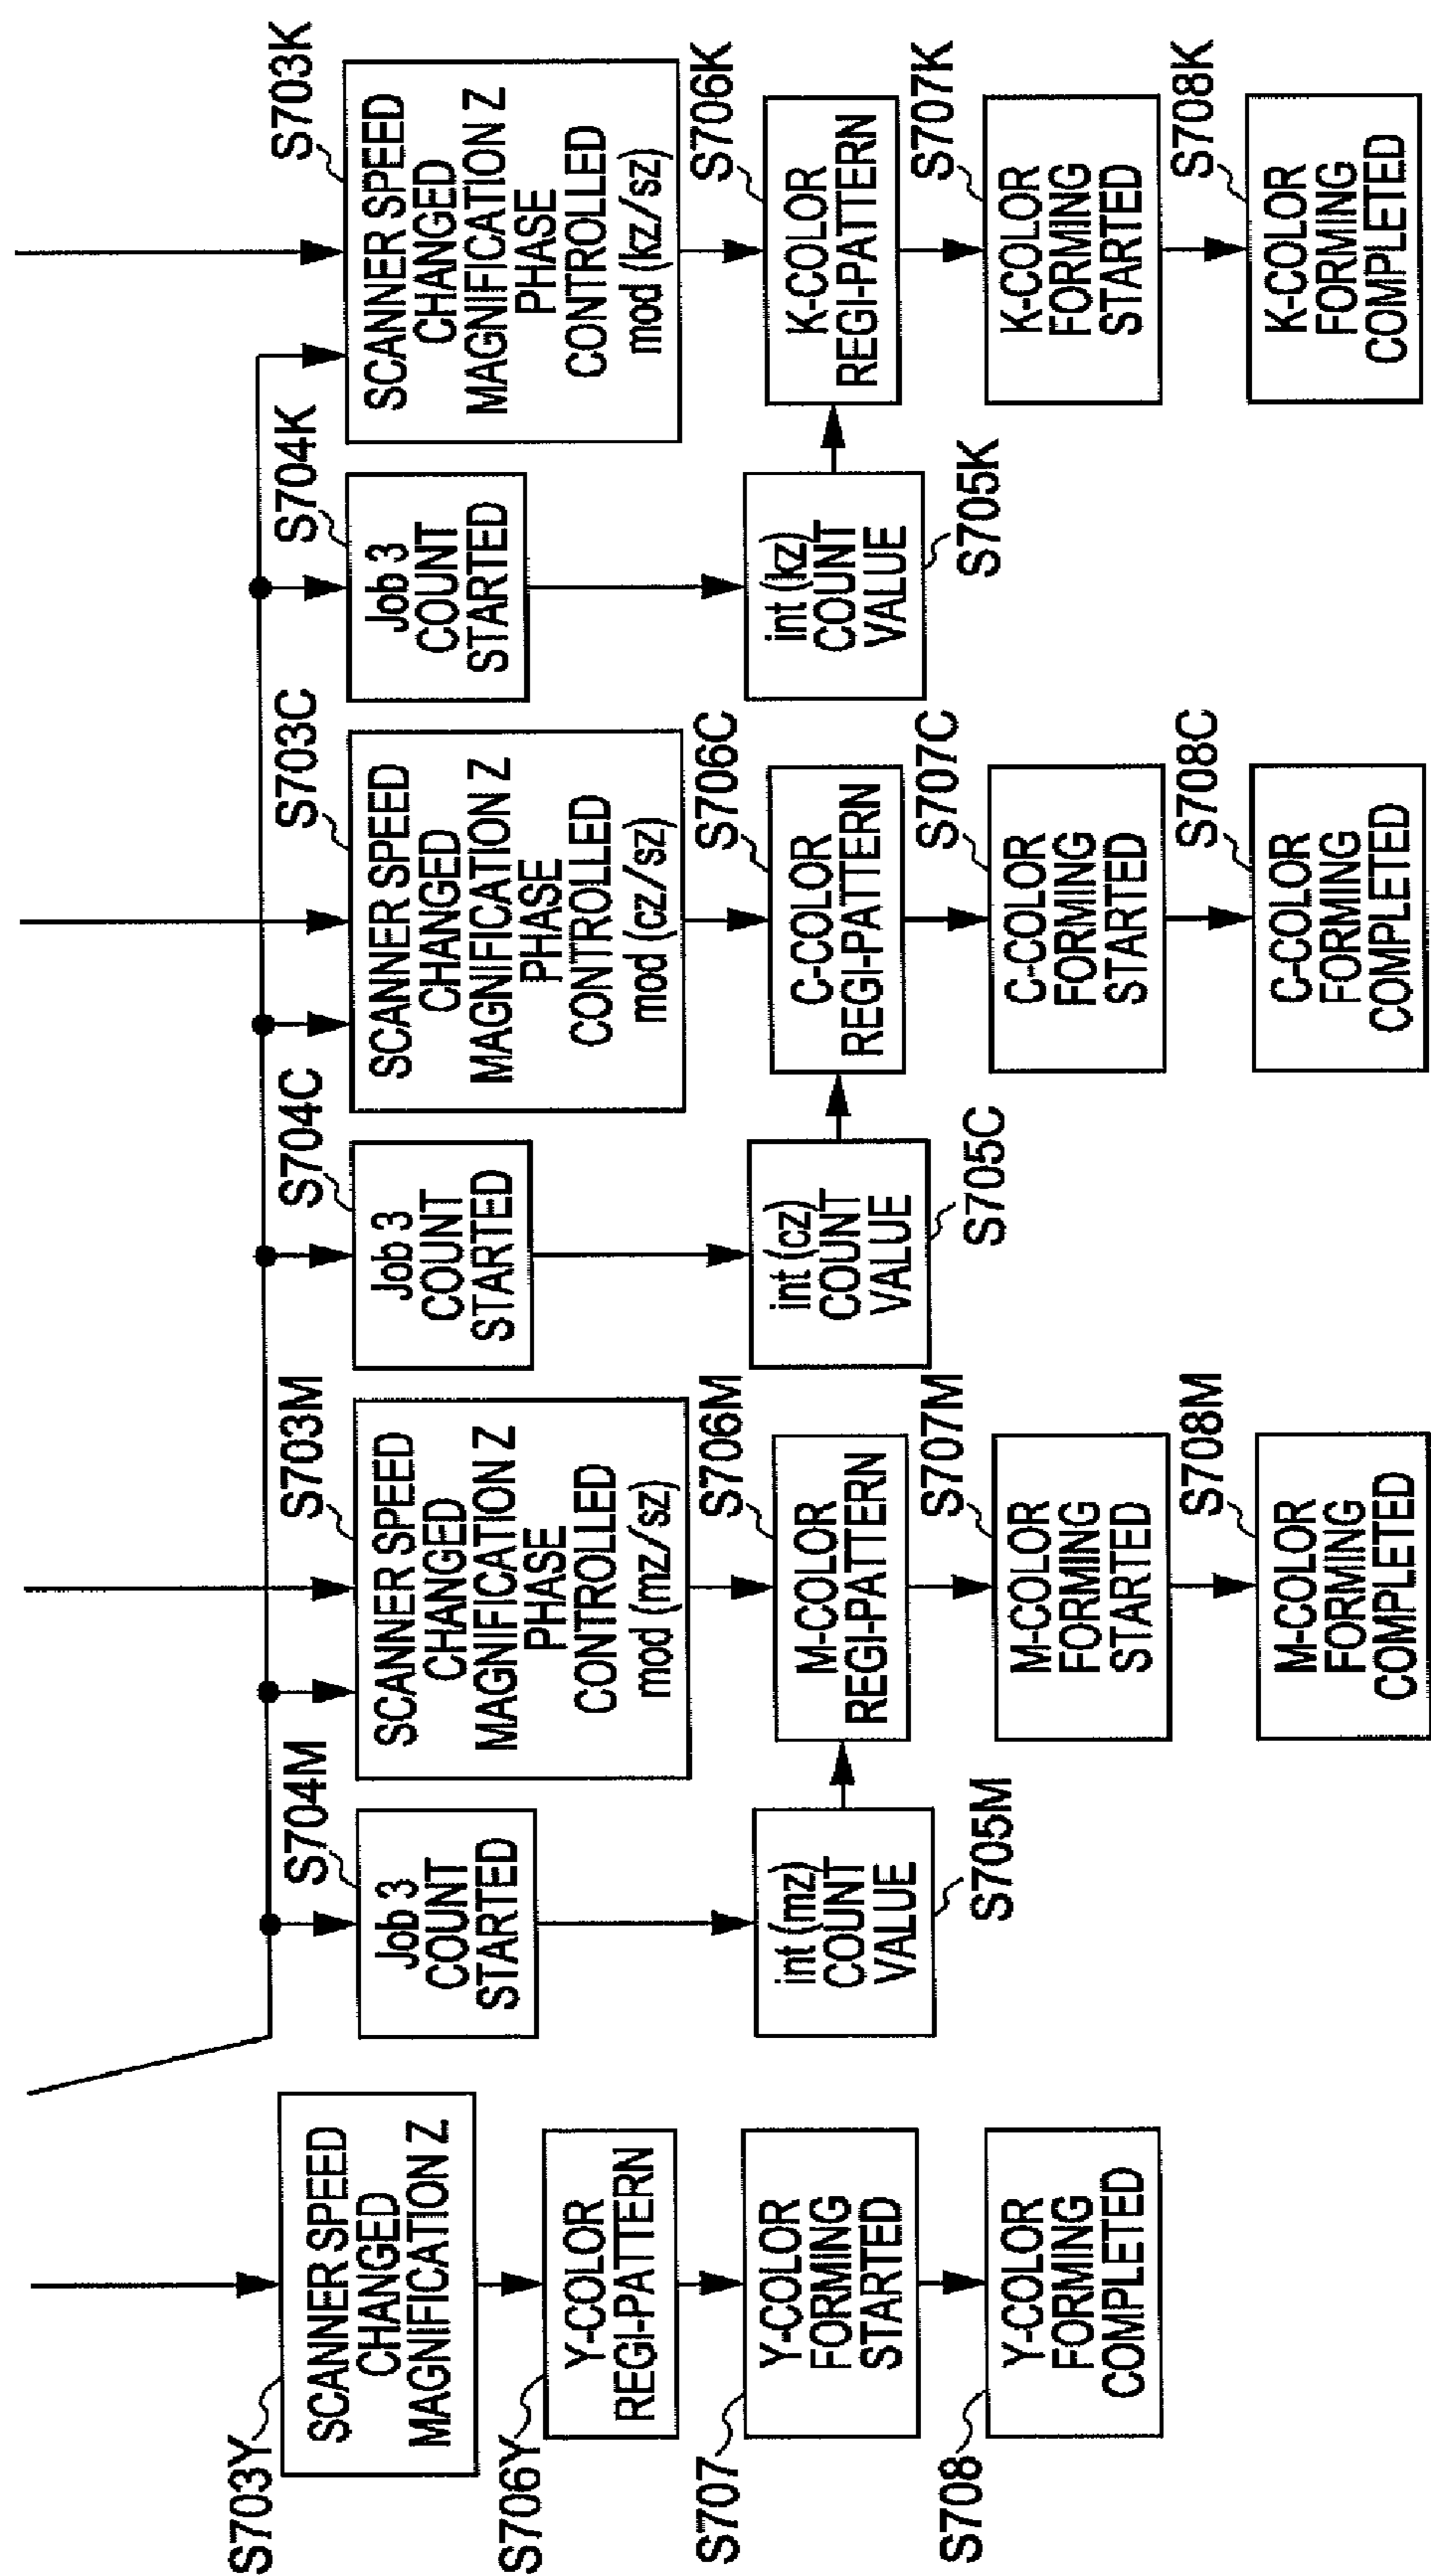 S703Y
SCANNER SPEED
CHANGED
MAGNIFICATION Z
S706Y
Y-COLOR
REGI-PATTERN
S707
Y-COLOR
FORMING
STARTED
S708
Y-COLOR
FORMING
COMPLETED
S704M
Job 3
COUNT
STARTED
S705M
int (mz)
COUNT
VALUE
S703M
SCANNER SPEED
CHANGED
MAGNIFICATION Z
PHASE
CONTROLLED
mod (mz/sz)
S706M
M-COLOR
REGI-PATTERN
S707M
M-COLOR
FORMING
STARTED
S708M
M-COLOR
FORMING
COMPLETED
S704C
Job 3
COUNT
STARTED
S705C
int (cz)
COUNT
VALUE
S703C
SCANNER SPEED
CHANGED
MAGNIFICATION Z
PHASE
CONTROLLED
mod (cz/sz)
S706C
C-COLOR
REGI-PATTERN
S707C
C-COLOR
FORMING
STARTED
S708C
C-COLOR
FORMING
COMPLETED
S704K
Job 3
COUNT
STARTED
S705K
int (kz)
COUNT
VALUE
S703K
SCANNER SPEED
CHANGED
MAGNIFICATION Z
PHASE
CONTROLLED
mod (kz/sz)
S706K
K-COLOR
REGI-PATTERN
S707K
K-COLOR
FORMING
STARTED
S708K
K-COLOR
FORMING
COMPLETED